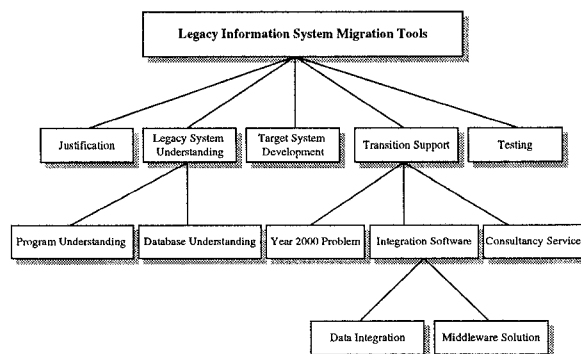 Legacy Information System Migration Tools
Justification
Legacy System
Understanding
Target System
Development
Transition Support
Testing
Program Understanding
Database Understanding
Year 2000 Problem
Integration Software
Consultancy Service
Data Integration
Middleware Solution